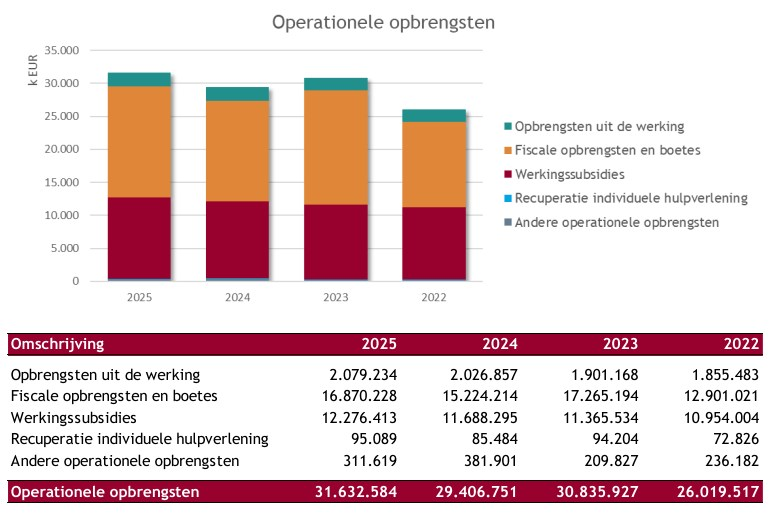 Operationele opbrengsten
k EUR
35.000
30.000
25.000
20.000
15.000
10.000
5.000
0
2025 2024 2023 2022
Opbrengsten uit de werking
Fiscale opbrengsten en boetes
Werkingssubsidies
Recuperatie individuele hulpverlening
Andere operationele opbrengsten
Omschrijving 2025 2024 2023 2022
Opbrengsten uit de werking 2.079.234 2.026.857 1.901.168 1.855.483
Fiscale opbrengsten en boetes 16.870.228 15.224.214 17.265.194 12.901.021
Werkingssubsidies 12.276.413 11.688.295 11.365.534 10.954.004
Recuperatie individuele hulpverlening 95.089 85.484 94.204 72.826
Andere operationele opbrengsten 311.619 381.901 209.827 236.182
Operationele opbrengsten 31.632.584 29.406.751 30.835.927 26.019.517